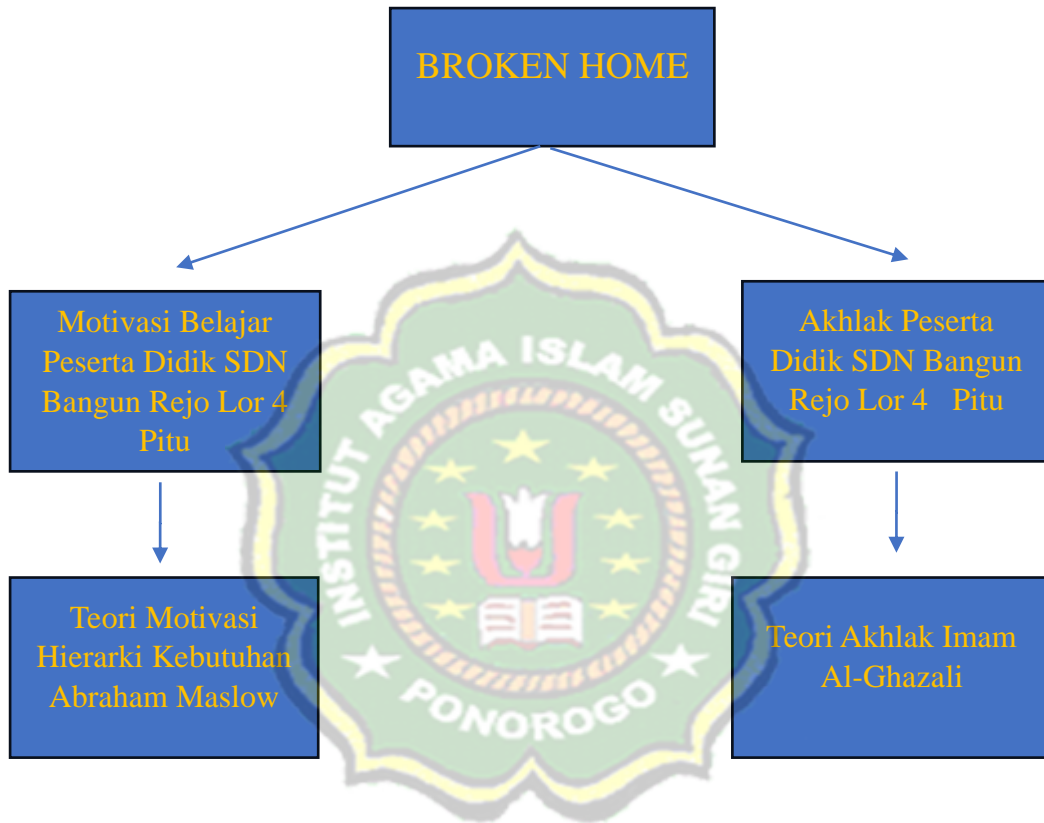 BROKEN HOME
Motivasi Belajar
Peserta Didik SDN
Bangun Rejo Lor 4
Pitu
Akhlak Peserta
Didik SDN Bangun
Rejo Lor 4 Pitu
INSTITUT AGAMA ISLAM SUNAN GIRI
PONOROGO
Teori Motivasi
Hierarki Kebutuhan
Abraham Maslow
Teori Akhlak Imam
Al-Ghazali